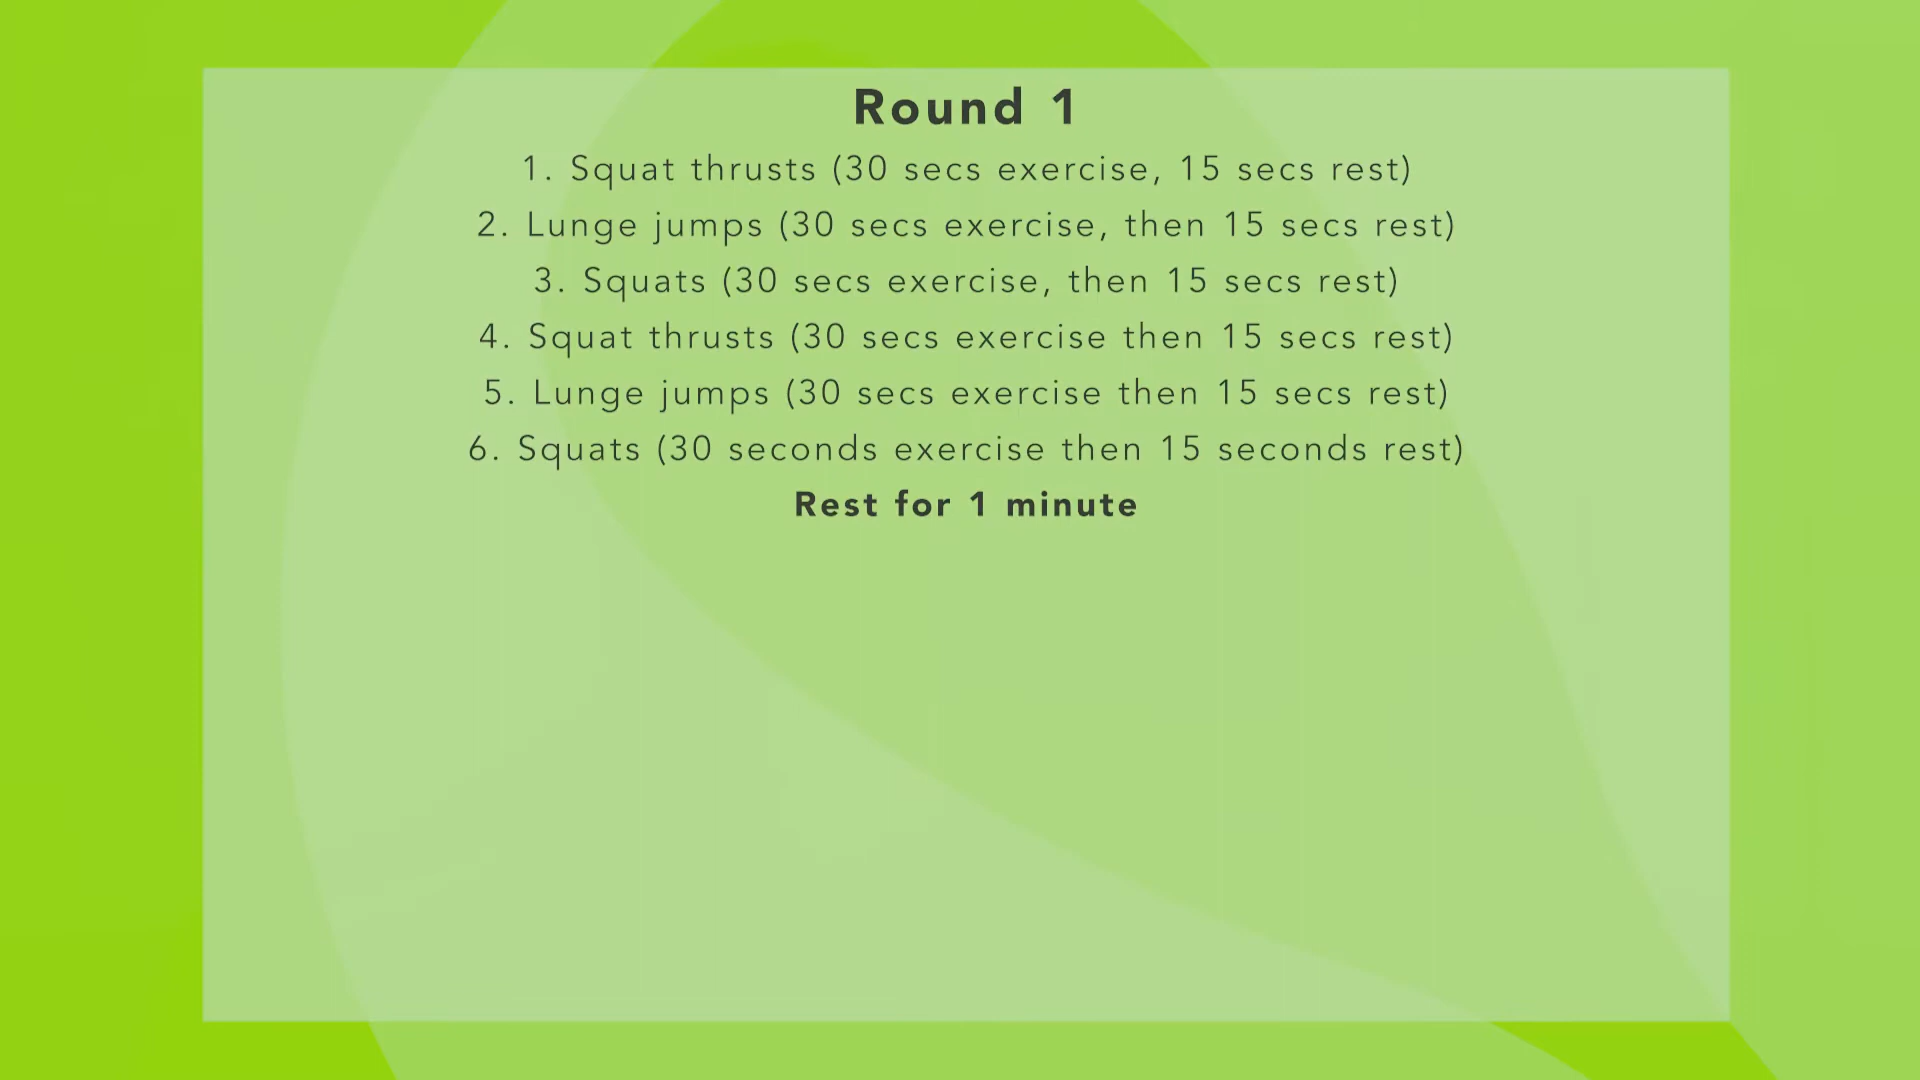 Round 1
1. Squat thrusts (30 secs exercise, 15 secs rest)
2. Lunge jumps (30 secs exercise, then 15 secs rest)
3. Squats (30 secs exercise, then 15 secs rest)
4. Squat thrusts (30 secs exercise then 15 secs rest)
5. Lunge jumps (30 secs exercise then 15 secs rest)
6. Squats (30 seconds exercise then 15 seconds rest)
Rest for 1 minute